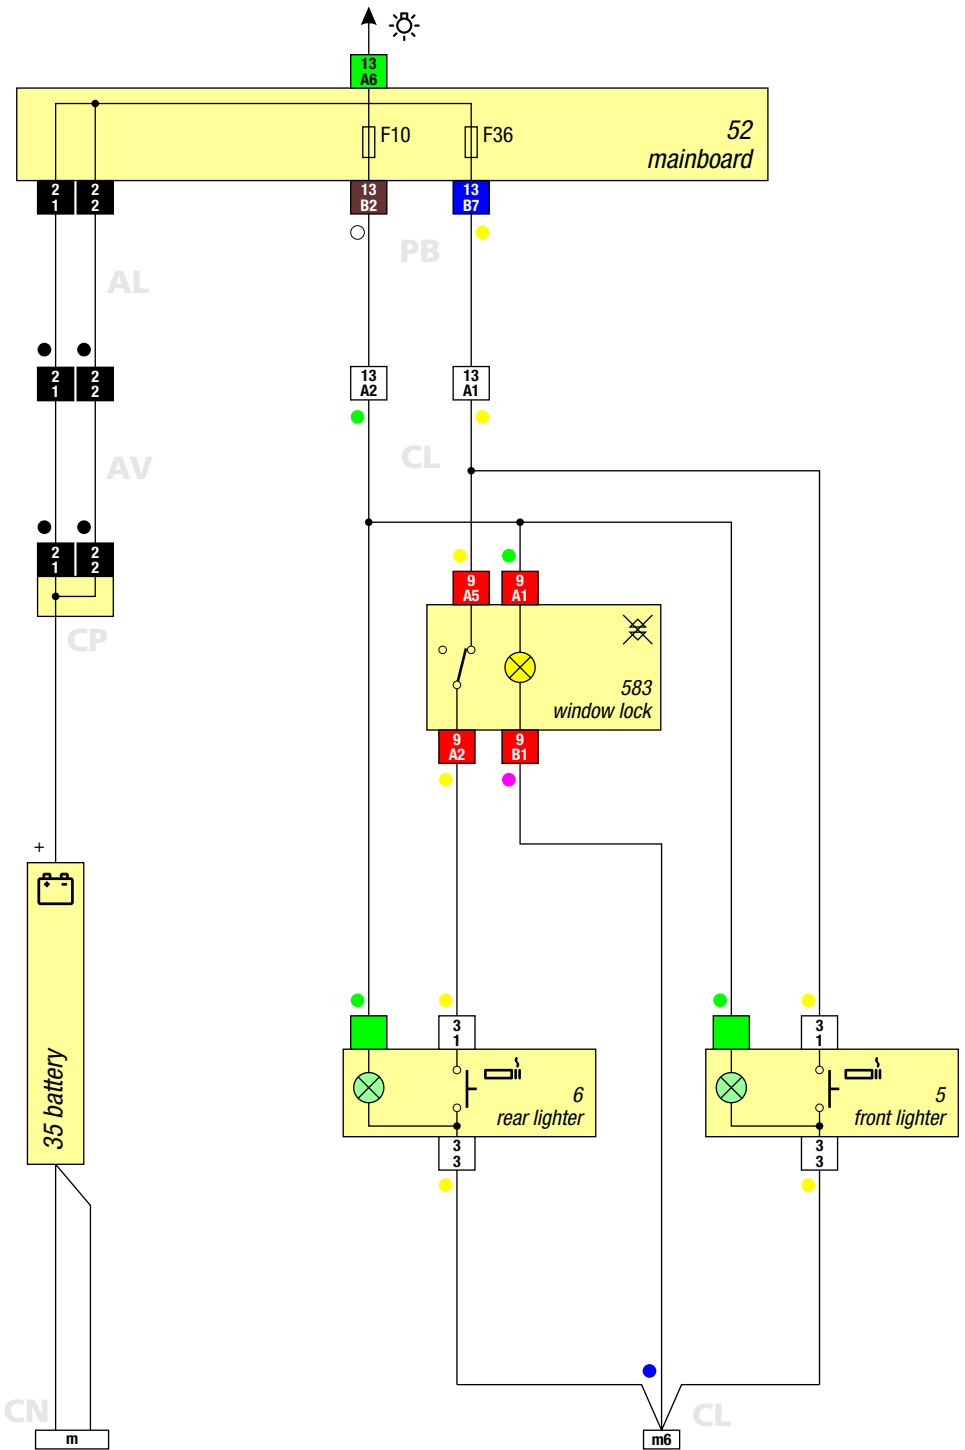 13
A6
F10
F36
52
mainboard
2
1
2
2
13
B2
13
B7
PB
AL
2
1
2
2
13
A2
13
A1
CL
AV
2
1
2
2
9
A5
9
A1
CP
583
window lock
9
A2
9
B1
+
+ -
35 battery
3
1
3
1
6
rear lighter
5
front lighter
3
3
3
3
CN
m
CL
m6